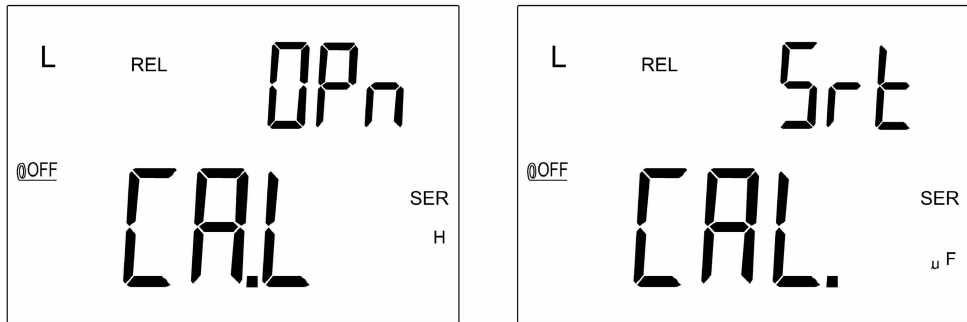 L REL OPn
@OFF
CA.L
SER
H
L REL Srt
@OFF
CAL.
SER
µF